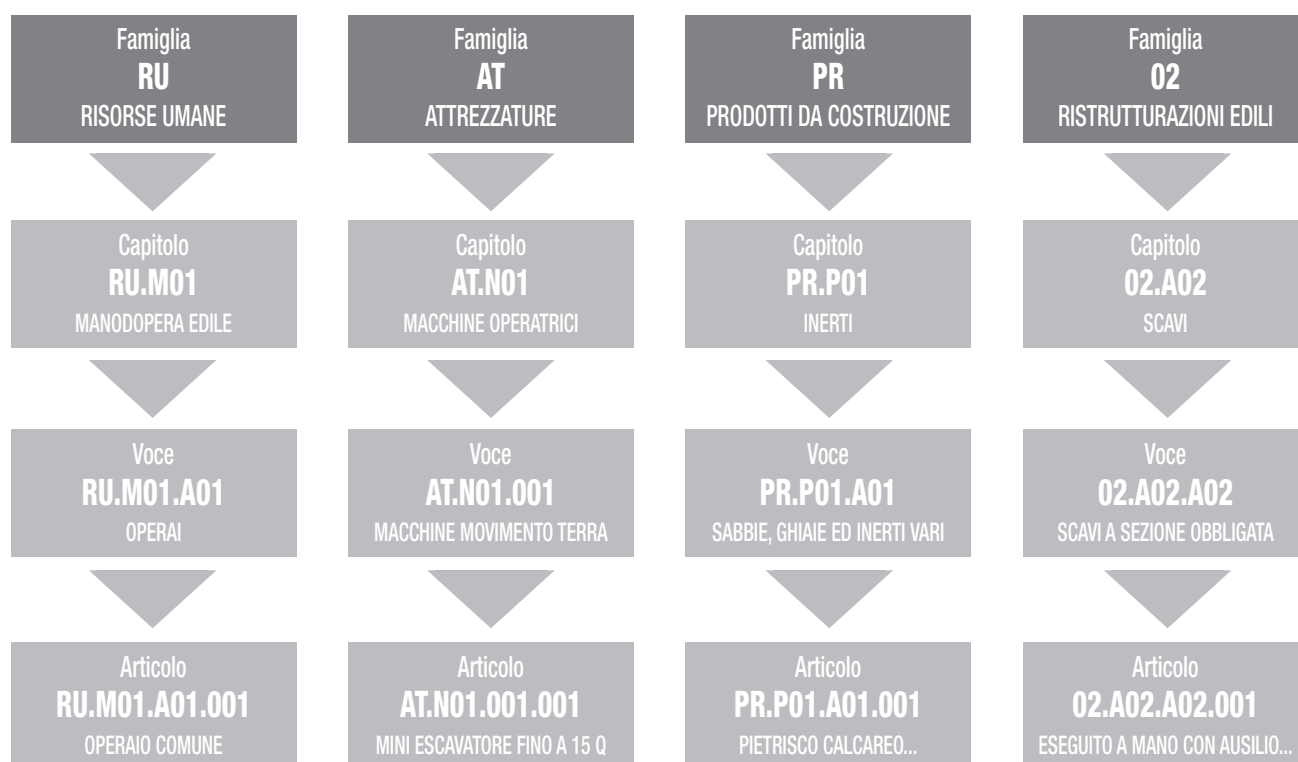 Famiglia
RU
RISORSE UMANE
Famiglia
AT
ATTREZZATURE
Famiglia
PR
PRODOTTI DA COSTRUZIONE
Famiglia
02
RISTRUTTURAZIONI EDILI
Capitolo
RU.M01
MANODOPERA EDILE
Capitolo
AT.N01
MACCHINE OPERATRICI
Capitolo
PR.P01
INERTI
Capitolo
02.A02
SCAVI
Voce
RU.M01.A01
OPERAI
Voce
AT.N01.001
MACCHINE MOVIMENTO TERRA
Voce
PR.P01.A01
SABBIE, GHIAIE ED INERTI VARI
Voce
02.A02.A02
SCAVI A SEZIONE OBBLIGATA
Articolo
RU.M01.A01.001
OPERAIO COMUNE
Articolo
AT.N01.001.001
MINI ESCAVATORE FINO A 15 Q
Articolo
PR.P01.A01.001
PIETRISCO CALCAREO...
Articolo
02.A02.A02.001
ESEGUITO A MANO CON AUSILIO...